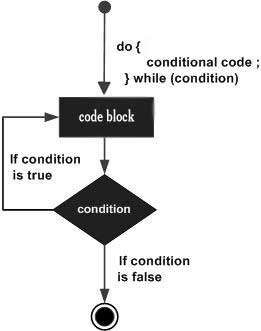 do {
conditional code ;
} while (condition)
code block
If condition
is true
condition
If condition
is false